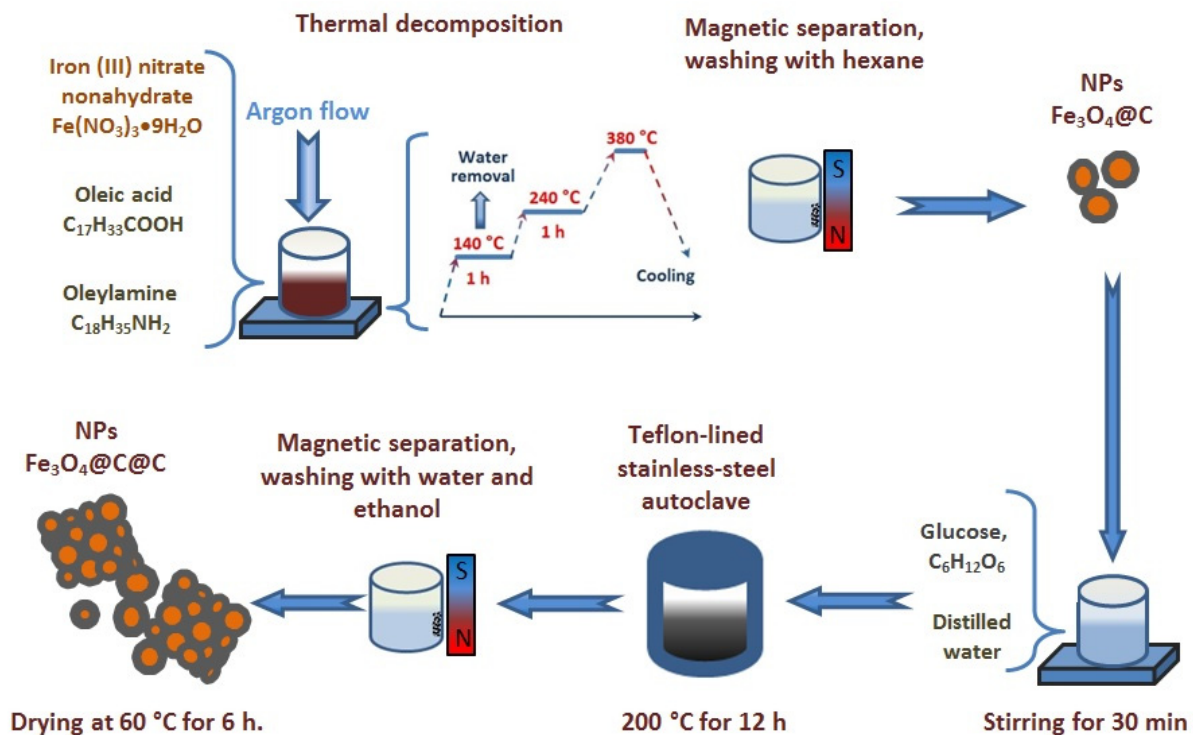 Thermal decomposition
Iron (III) nitrate
nonahydrate
Fe(NO₃)₃•9H₂O
Oleic acid
C₁₇H₃₃COOH
Oleylamine
C₁₈H₃₅NH₂
Argon flow
Water
removal
140 °C
1 h
240 °C
1 h
380 °C
Cooling
Magnetic separation,
washing with hexane
S
N
NPs
Fe₃O₄@C
Glucose,
C₆H₁₂O₆
Distilled
water
Stirring for 30 min
Teflon-lined
stainless-steel
autoclave
200 °C for 12 h
Magnetic separation,
washing with water and
ethanol
S
N
NPs
Fe₃O₄@C@C
Drying at 60 °C for 6 h.